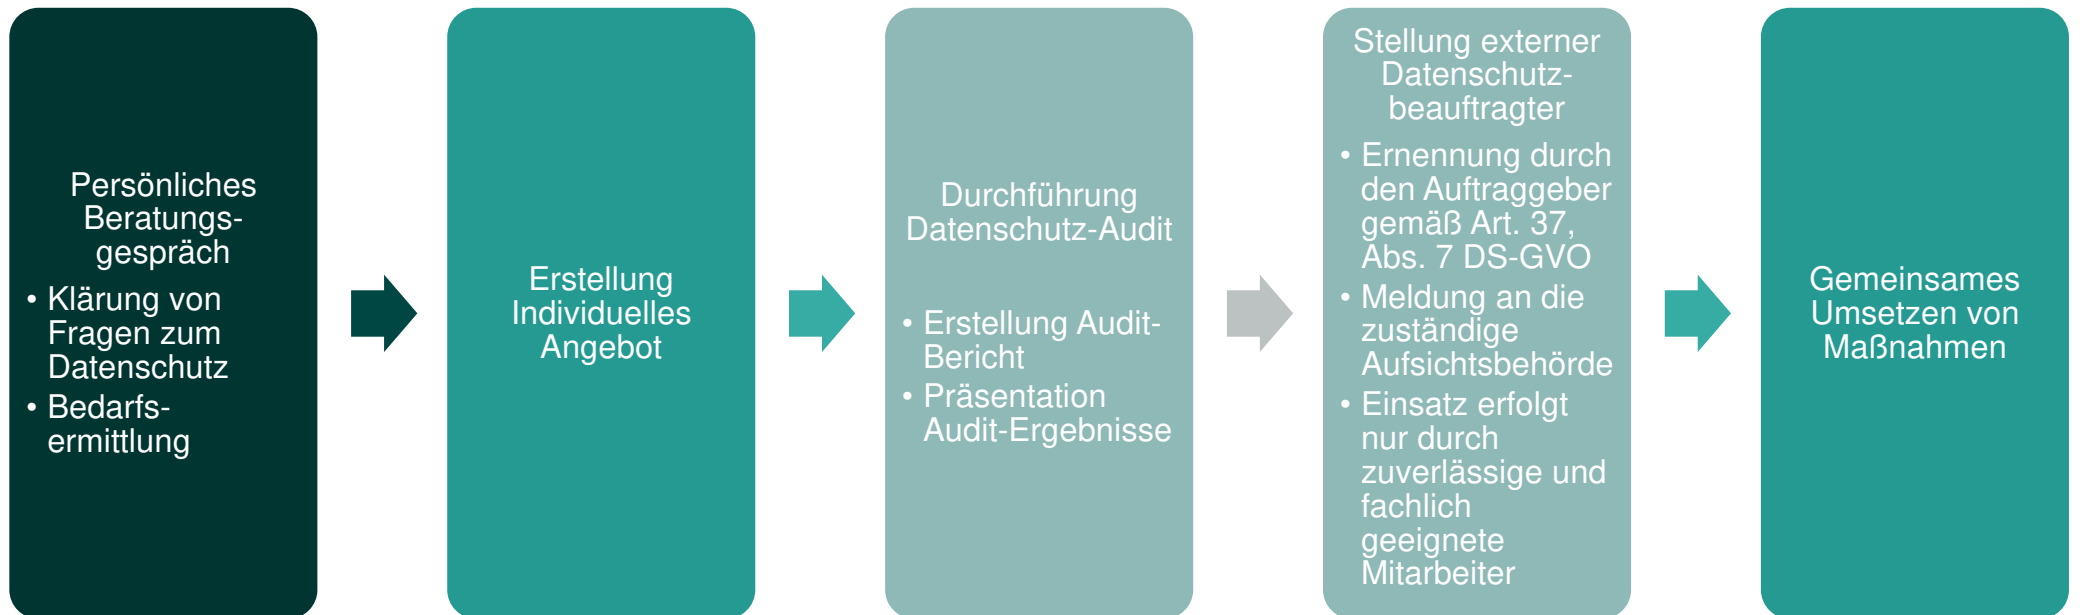 Persönliches
Beratungs-
gespräch
• Klärung von
Fragen zum
Datenschutz
• Bedarfs-
ermittlung
Erstellung
Individuelles
Angebot
Durchführung
Datenschutz-Audit
• Erstellung Audit-
Bericht
• Präsentation
Audit-Ergebnisse
Stellung externer
Datenschutz-
beauftragter
• Ernennung durch
den Auftraggeber
gemäß Art. 37,
Abs. 7 DS-GVO
• Meldung an die
zuständige
Aufsichtsbehörde
• Einsatz erfolgt
nur durch
zuverlässige und
fachlich
geeignete
Mitarbeiter
Gemeinsames
Umsetzen von
Maßnahmen